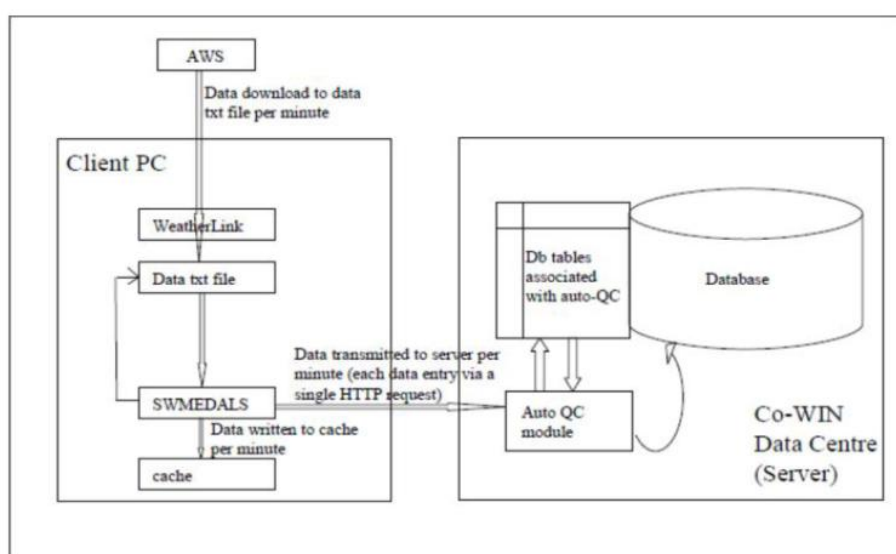 AWS
Data download to data
txt file per minute
Client PC
WeatherLink
Data txt file
Data transmitted to server per
minute (each data entry via a
single HTTP request)
SWMEDALS
Data written to cache
per minute
cache
Db tables
associated
with auto-QC
Database
Auto QC
module
Co-WIN
Data Centre
(Server)